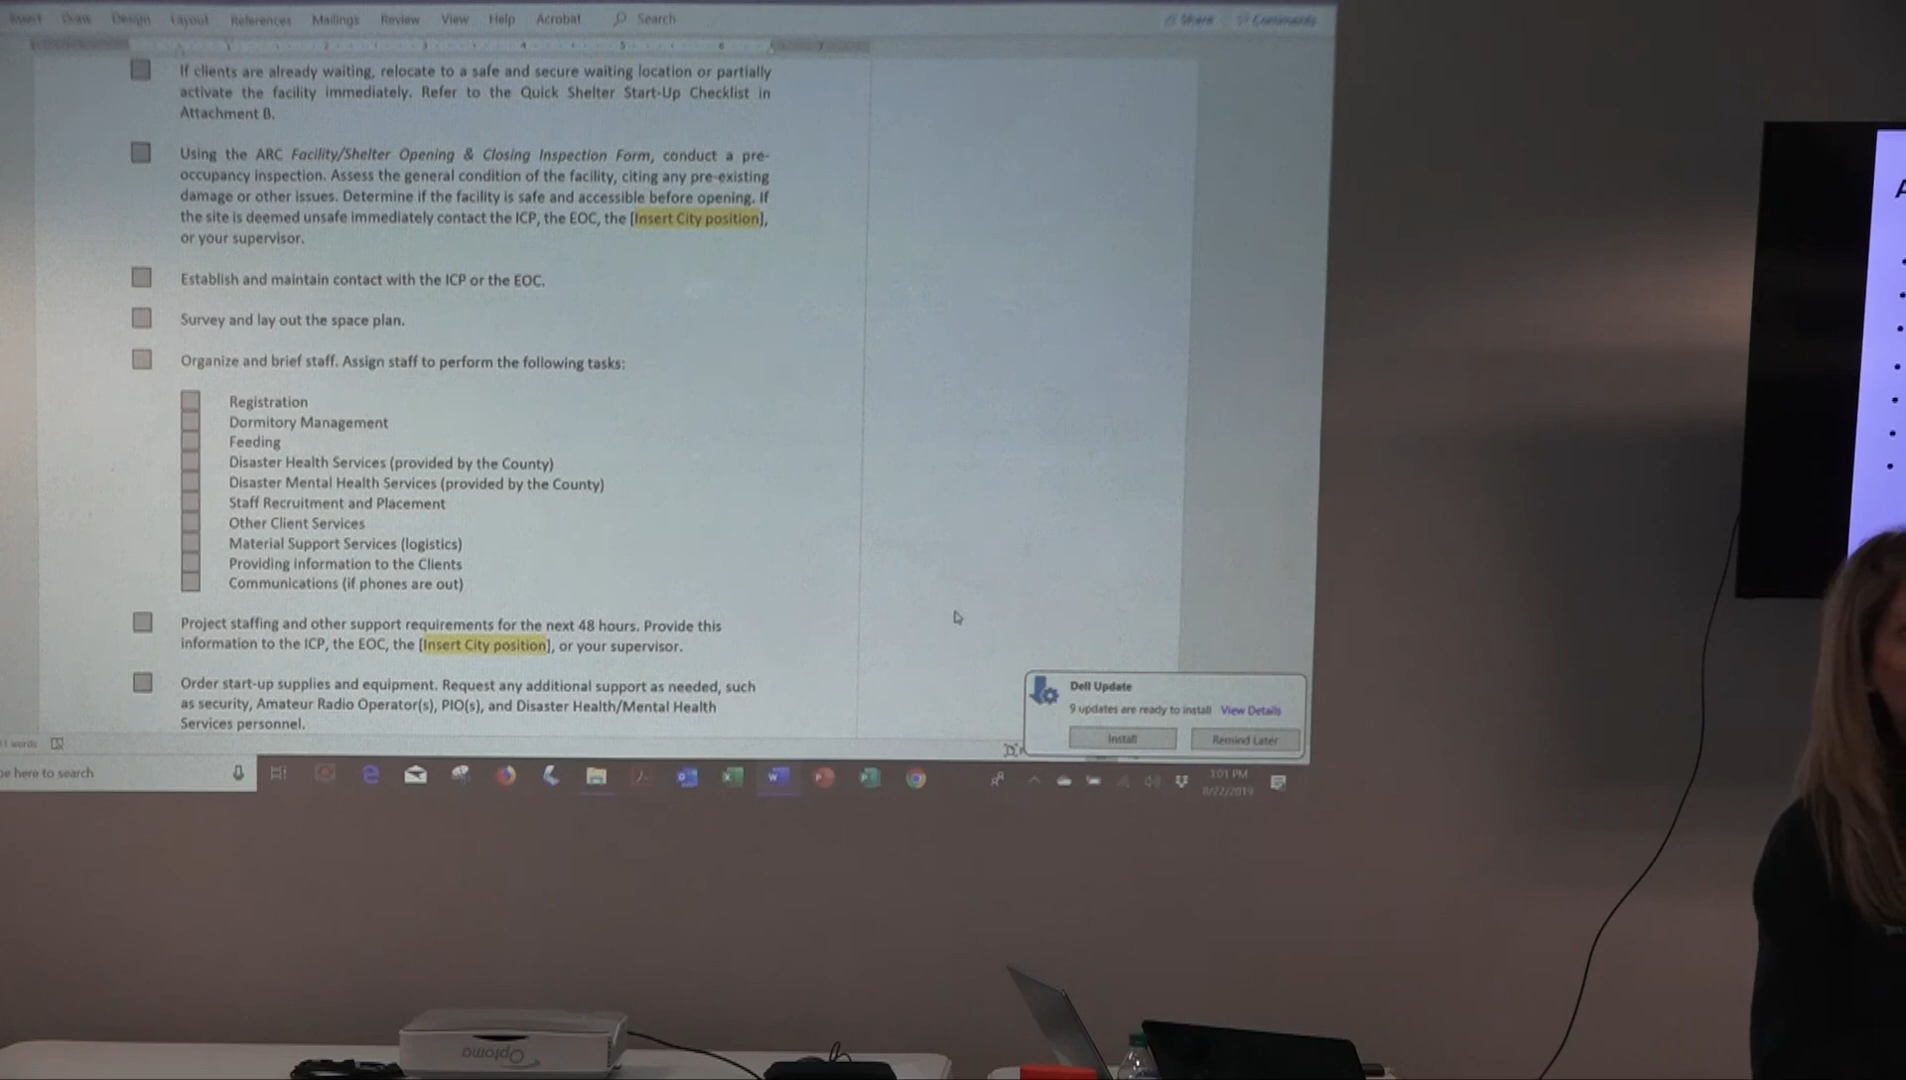 Insert Draw Design Layout References Mailings Review View Help Acrobat Search Share Comments
If clients are already waiting, relocate to a safe and secure waiting location or partially
activate the facility immediately. Refer to the Quick Shelter Start-Up Checklist in
Attachment B.
Using the ARC Facility/Shelter Opening & Closing Inspection Form, conduct a pre-
occupancy inspection. Assess the general condition of the facility, citing any pre-existing
damage or other issues. Determine if the facility is safe and accessible before opening. If
the site is deemed unsafe immediately contact the ICP, the EOC, the [Insert City position],
or your supervisor.
Establish and maintain contact with the ICP or the EOC.
Survey and lay out the space plan.
Organize and brief staff. Assign staff to perform the following tasks:
Registration
Dormitory Management
Feeding
Disaster Health Services (provided by the County)
Disaster Mental Health Services (provided by the County)
Staff Recruitment and Placement
Other Client Services
Material Support Services (logistics)
Providing information to the Clients
Communications (if phones are out)
Project staffing and other support requirements for the next 48 hours. Provide this
information to the ICP, the EOC, the [Insert City position], or your supervisor.
Order start-up supplies and equipment. Request any additional support as needed, such
as security, Amateur Radio Operator(s), PIO(s), and Disaster Health/Mental Health
Services personnel.
Dell Update
9 updates are ready to install View Details
Install Remind Later
words
here to search
1:01 PM
8/22/2019
A
Optoma